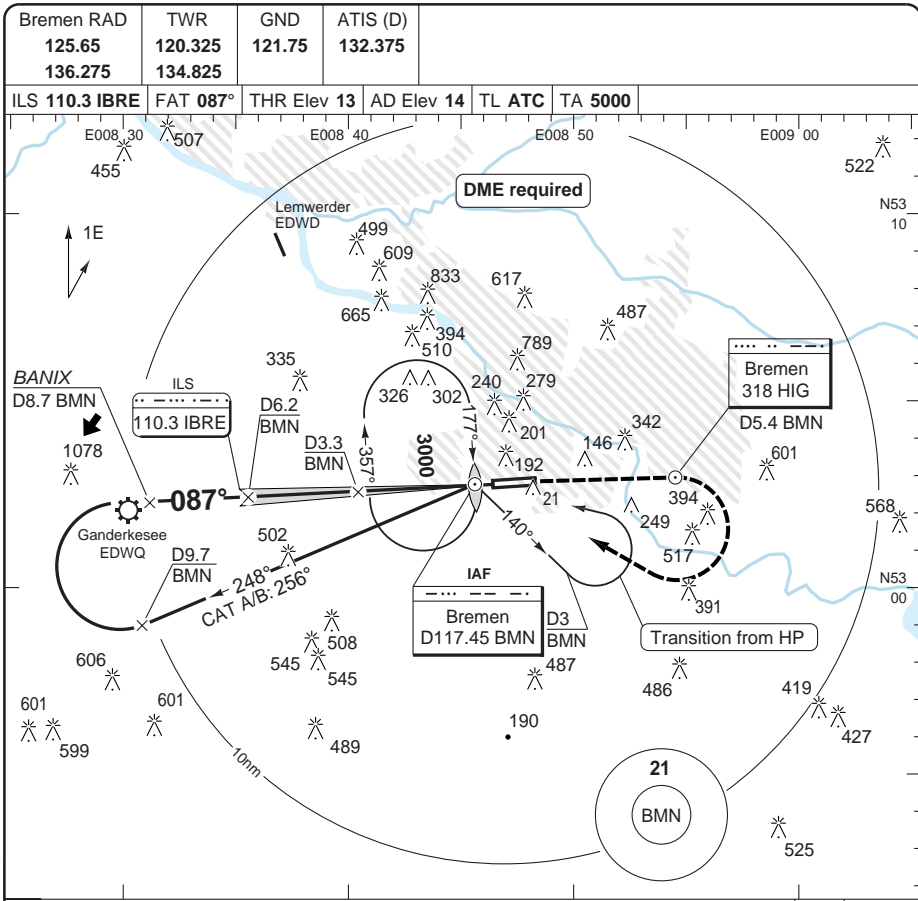 Bremen RAD
125.65
136.275
TWR
120.325
134.825
GND
121.75
ATIS (D)
132.375
ILS 110.3 IBRE
FAT 087°
THR Elev 13
AD Elev 14
TL ATC
TA 5000
E008 30
E008 40
E008 50
E009 00
507
455
522
DME required
N53
10
1E
Lemwerder
EDWD
499
609
833
617
665
394
487
510
789
335
BANIX
D8.7 BMN
ILS
110.3 IBRE
D6.2
BMN
326
302
240
279
Bremen
318 HIG
D5.4 BMN
1078
D3.3
BMN
357°
3000
177°
201
146
342
601
192
087°
21
394
249
568
Ganderkesee
EDWQ
502
140°
517
D9.7
BMN
248°
CAT A/B: 256°
IAF
Bremen
D117.45 BMN
D3
BMN
391
N53
00
Transition from HP
508
545
545
606
487
486
601
599
601
489
190
419
427
10nm
21
BMN
525